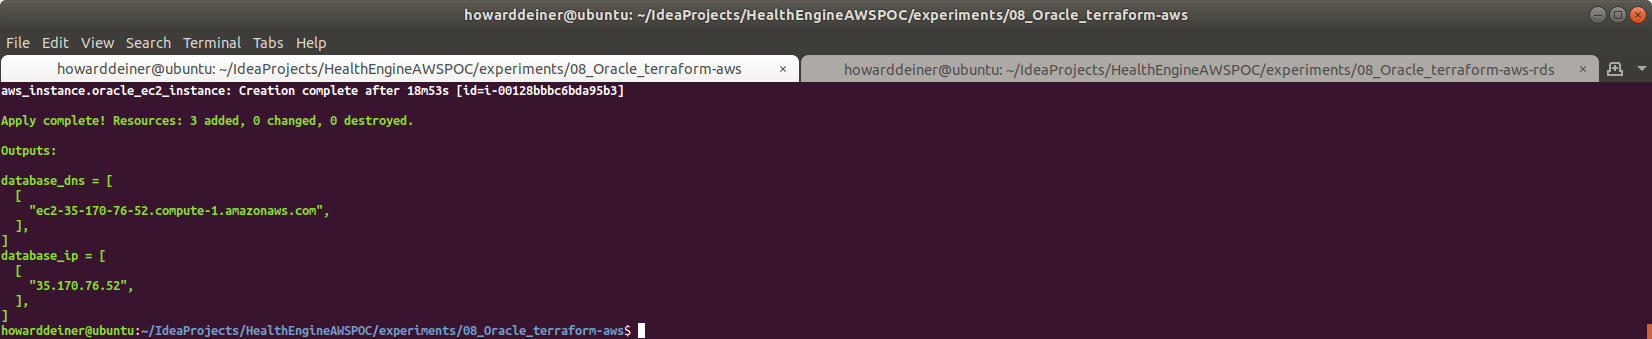 howarddeiner@ubuntu: ~/IdeaProjects/HealthEngineAWSPOC/experiments/08_Oracle_terraform-aws
File Edit View Search Terminal Tabs Help
howarddeiner@ubuntu: ~/IdeaProjects/HealthEngineAWSPOC/experiments/08_Oracle_terraform-aws × howarddeiner@ubuntu: ~/IdeaProjects/HealthEngineAWSPOC/experiments/08_Oracle_terraform-aws-rds ×
aws_instance.oracle_ec2_instance: Creation complete after 18m53s [id=i-00128bbbc6bda95b3]
Apply complete! Resources: 3 added, 0 changed, 0 destroyed.
Outputs:
database_dns = [
  [
    "ec2-35-170-76-52.compute-1.amazonaws.com",
  ],
]
database_ip = [
  [
    "35.170.76.52",
  ],
]
howarddeiner@ubuntu:~/IdeaProjects/HealthEngineAWSPOC/experiments/08_Oracle_terraform-aws$